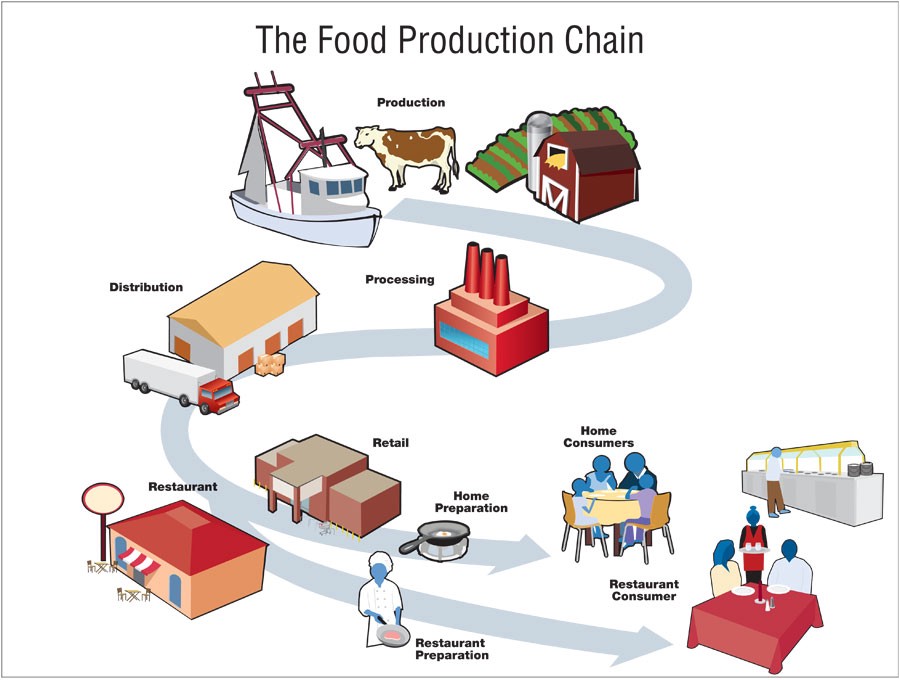 The Food Production Chain
Production
Processing
Distribution
Retail
Restaurant
Home
Preparation
Home
Consumers
Restaurant
Preparation
Restaurant
Consumer